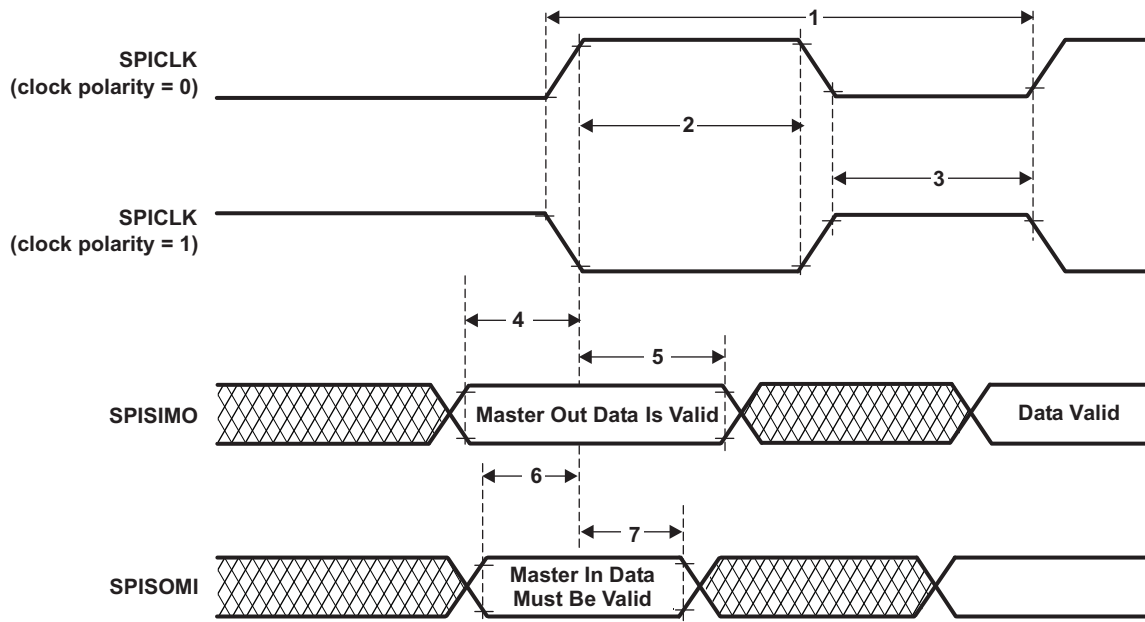 1
SPICLK
(clock polarity = 0)
2
3
SPICLK
(clock polarity = 1)
4
5
SPISIMO
Master Out Data Is Valid
Data Valid
6
7
SPISOMI
Master In Data
Must Be Valid